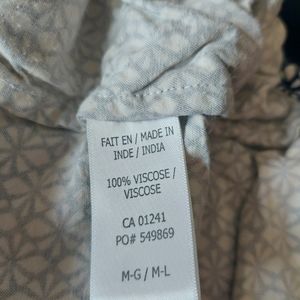 FAIT EN / MADE IN
INDE / INDIA
100% VISCOSE /
VISCOSE
CA 01241
PO# 549869
M-G / M-L